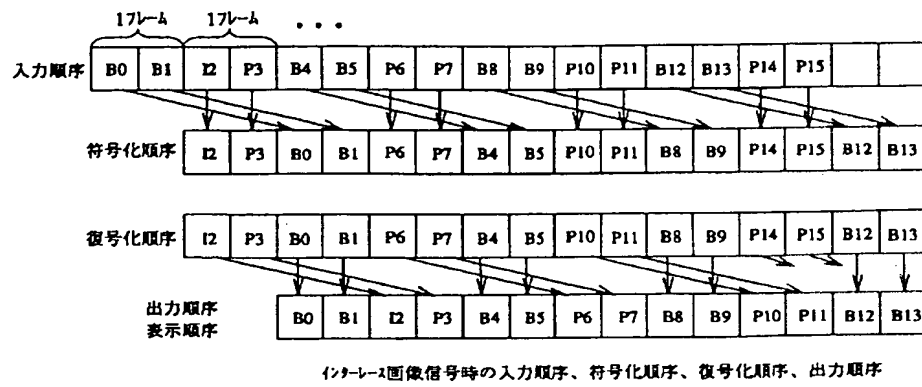 1フレーム 1フレーム ・・・
入力順序 B0 B1 I2 P3 B4 B5 P6 P7 B8 B9 P10 P11 B12 B13 P14 P15
符号化順序 I2 P3 B0 B1 P6 P7 B4 B5 P10 P11 B8 B9 P14 P15 B12 B13
復号化順序 I2 P3 B0 B1 P6 P7 B4 B5 P10 P11 B8 B9 P14 P15 B12 B13
出力順序
表示順序 B0 B1 I2 P3 B4 B5 P6 P7 B8 B9 P10 P11 B12 B13
インターレース画像信号時の入力順序、符号化順序、復号化順序、出力順序